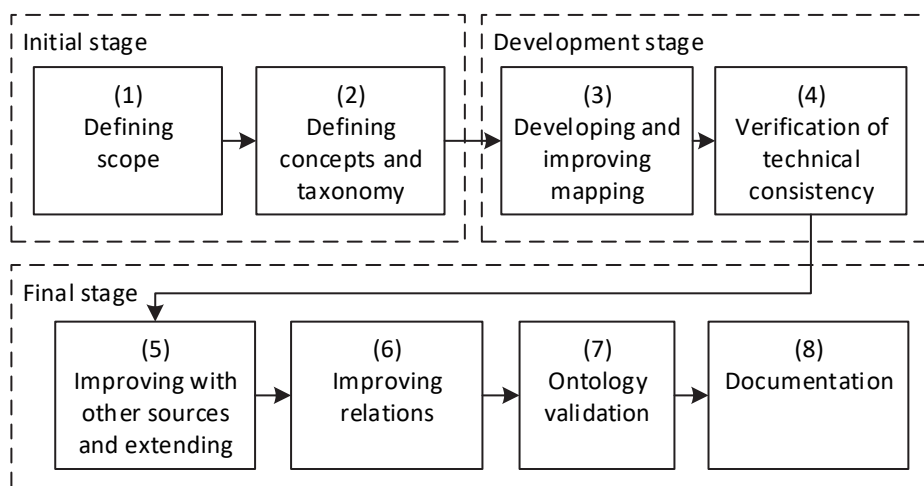 Initial stage
(1)
Defining
scope
(2)
Defining
concepts and
taxonomy
Development stage
(3)
Developing and
improving
mapping
(4)
Verification of
technical
consistency
Final stage
(5)
Improving with
other sources
and extending
(6)
Improving
relations
(7)
Ontology
validation
(8)
Documentation